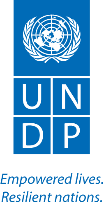 U N
D P
Empowered lives.
Resilient nations.